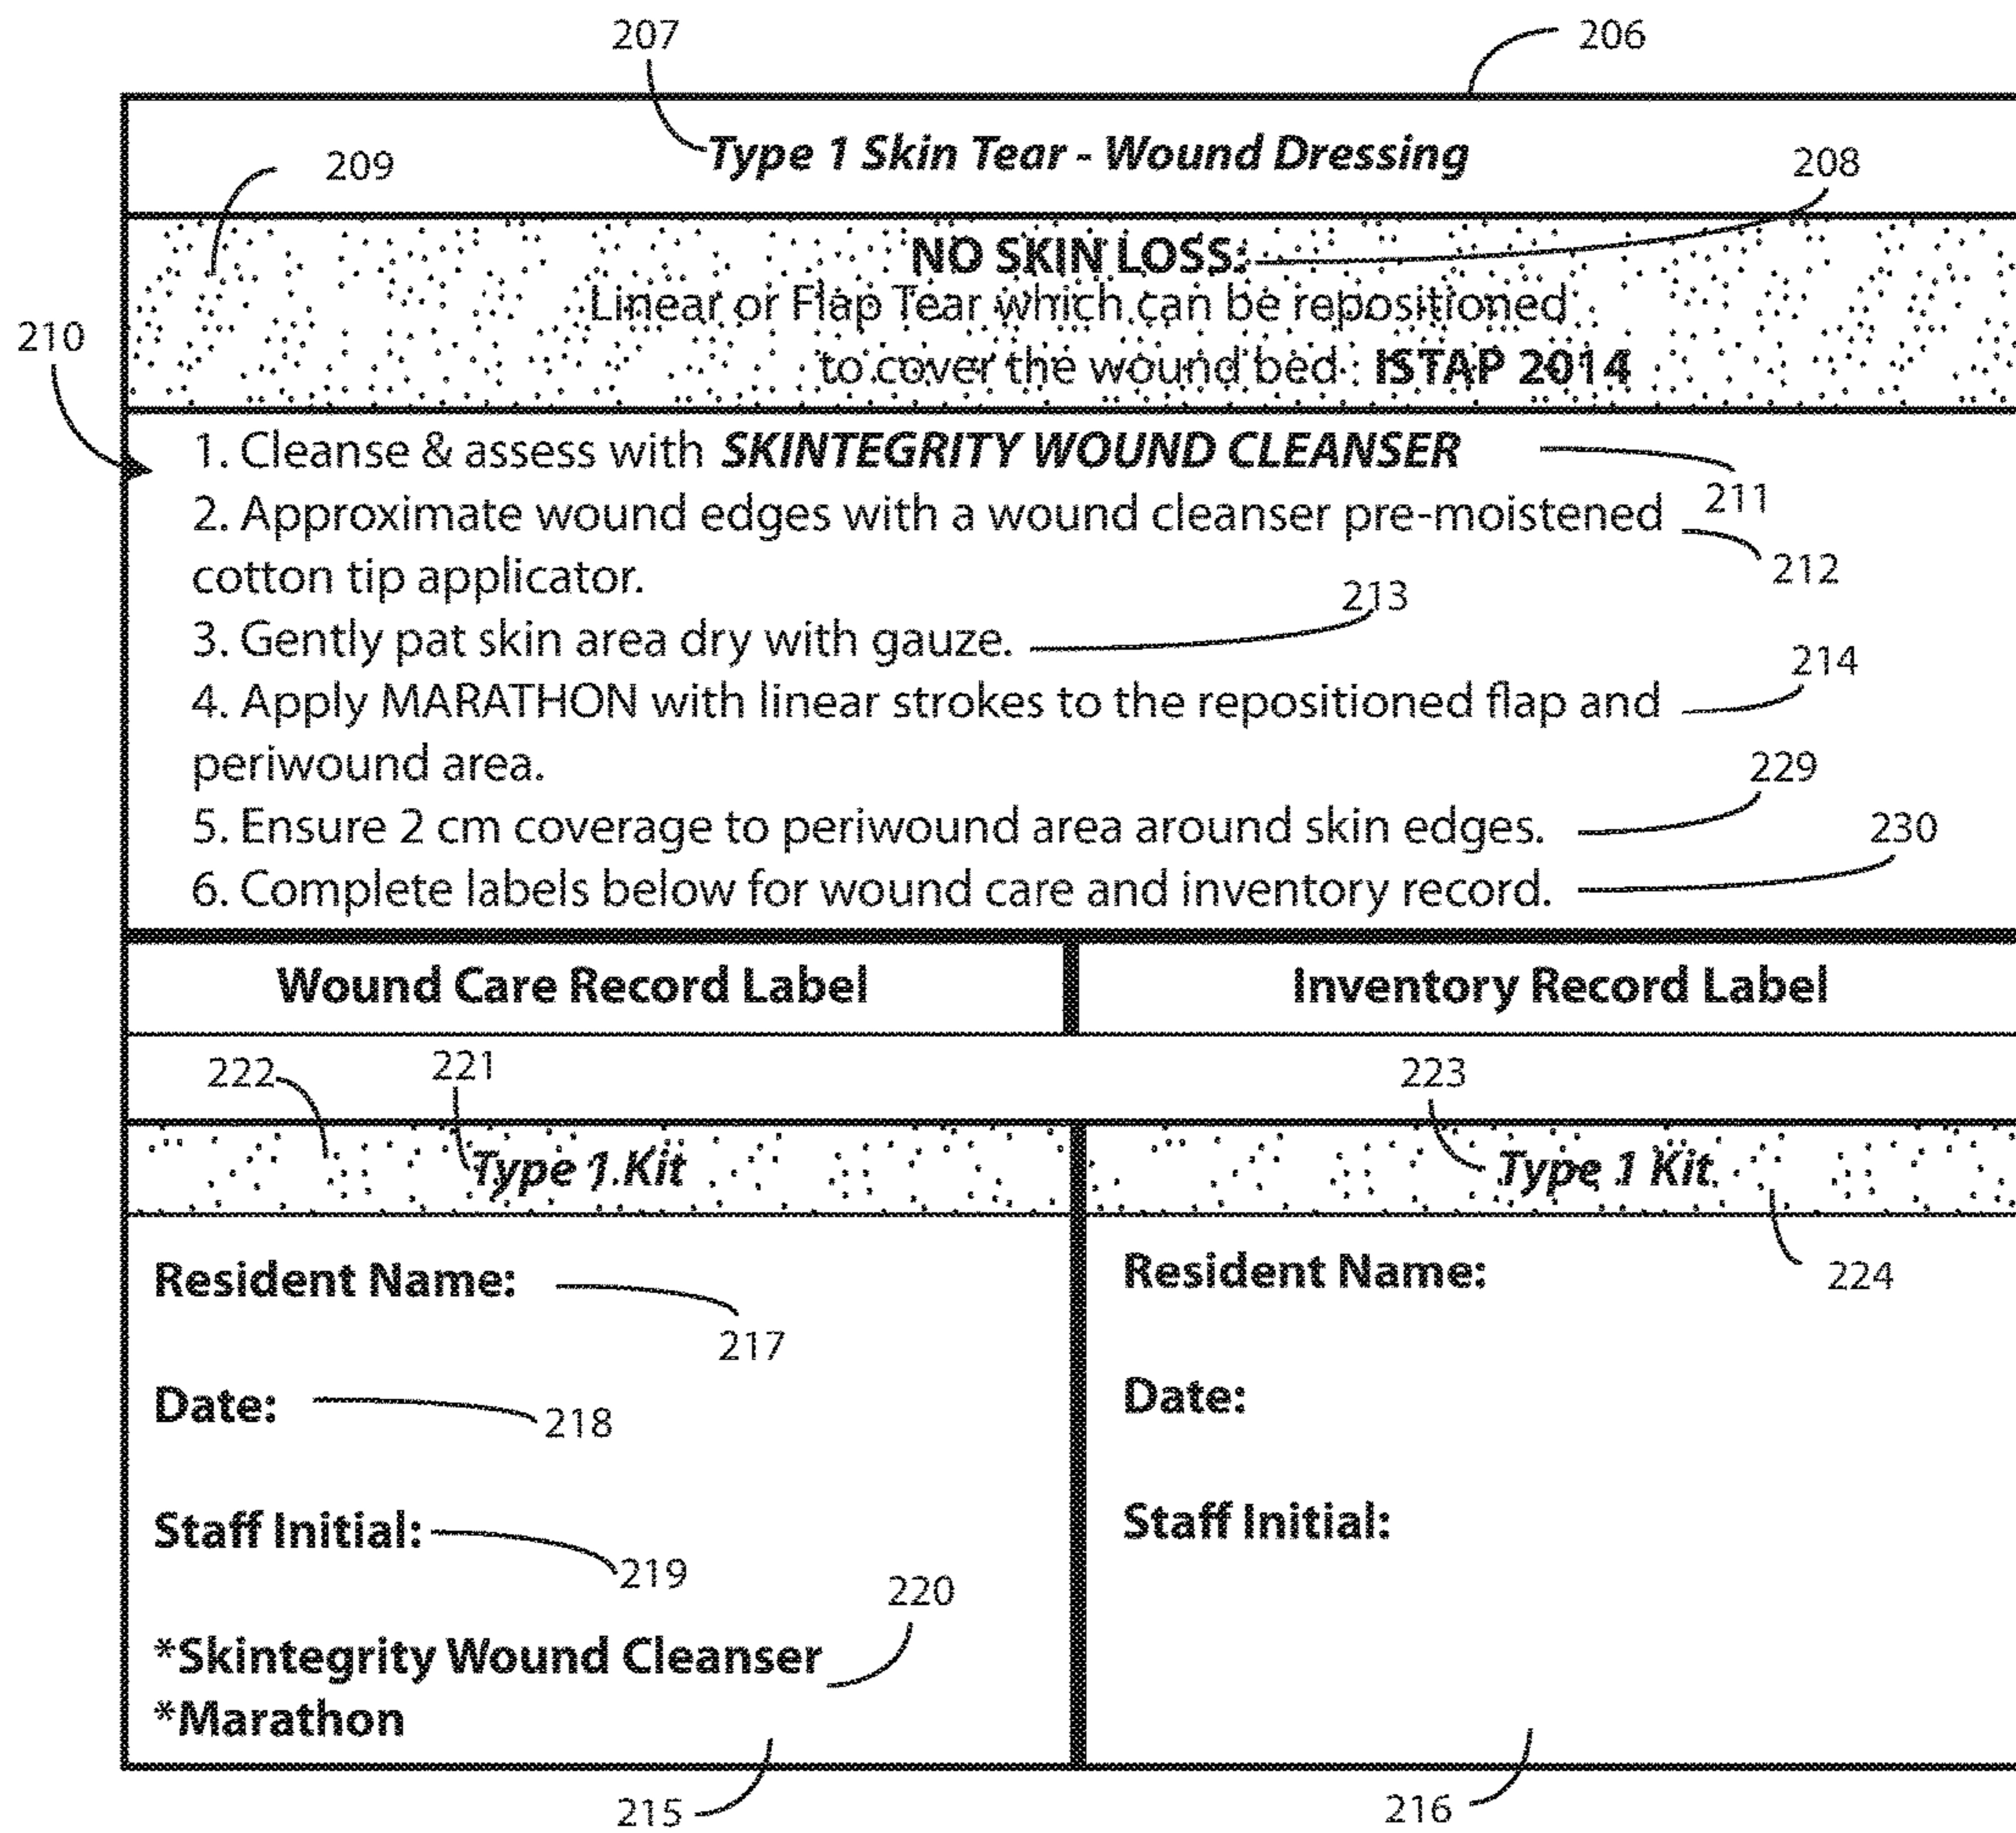 207
206
Type 1 Skin Tear - Wound Dressing
209
208
NO SKIN LOSS:
Linear or Flap Tear which can be repositioned
to cover the wound bed : ISTAP 2014
210
1. Cleanse & assess with SKINTEGRITY WOUND CLEANSER
211
2. Approximate wound edges with a wound cleanser pre-moistened
212
cotton tip applicator.
213
3. Gently pat skin area dry with gauze.
214
4. Apply MARATHON with linear strokes to the repositioned flap and
periwound area.
229
5. Ensure 2 cm coverage to periwound area around skin edges.
230
6. Complete labels below for wound care and inventory record.
Wound Care Record Label
Inventory Record Label
222
221
223
Type 1 Kit
Type 1 Kit
224
Resident Name:
217
Date:
218
Staff Initial:
219
220
*Skintegrity Wound Cleanser
*Marathon
215
Resident Name:
Date:
Staff Initial:
216